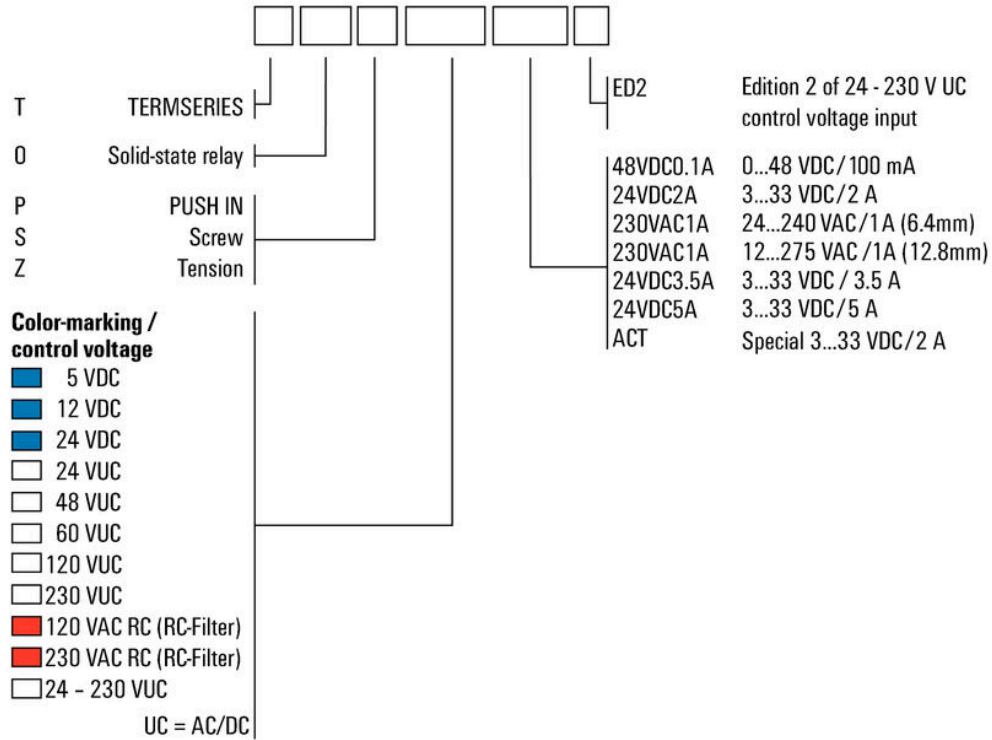 T TERMSERIES
O Solid-state relay
P PUSH IN
S Screw
Z Tension
Color-marking /
control voltage
5 VDC
12 VDC
24 VDC
24 VUC
48 VUC
60 VUC
120 VUC
230 VUC
120 VAC RC (RC-Filter)
230 VAC RC (RC-Filter)
24 – 230 VUC
UC = AC/DC
ED2 Edition 2 of 24 - 230 V UC
control voltage input
48VDC0.1A 0...48 VDC/100 mA
24VDC2A 3...33 VDC/2 A
230VAC1A 24...240 VAC/1A (6.4mm)
230VAC1A 12...275 VAC/1A (12.8mm)
24VDC3.5A 3...33 VDC / 3.5 A
24VDC5A 3...33 VDC/5 A
ACT Special 3...33 VDC/2 A